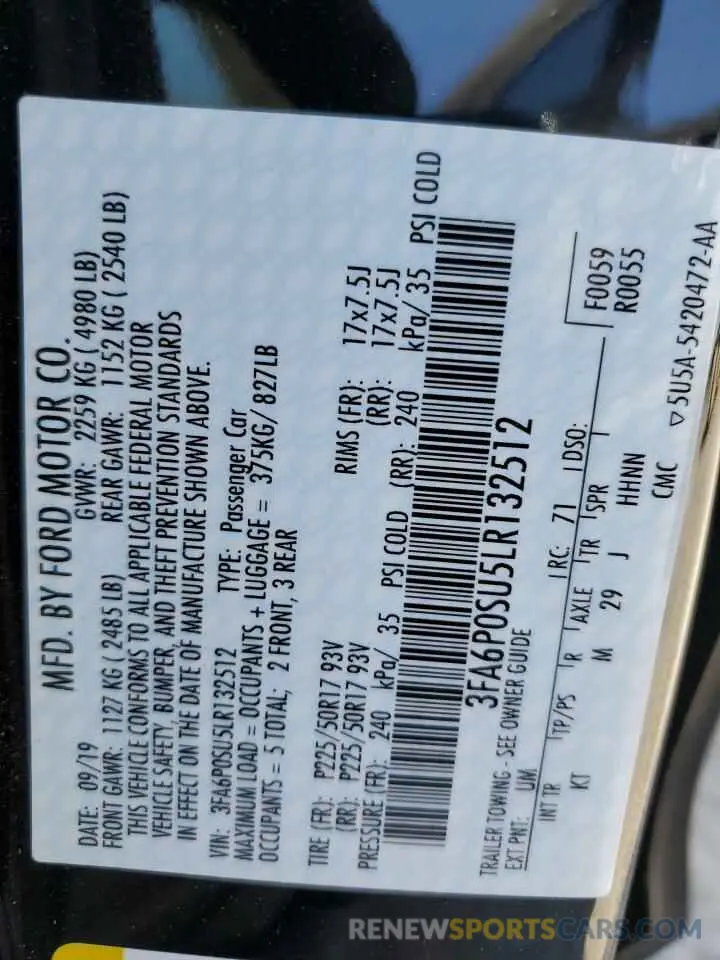 MFD. BY FORD MOTOR CO.
DATE: 09/19 GVWR: 2259 KG ( 4980 LB)
FRONT GAWR: 1127 KG ( 2485 LB) REAR GAWR: 1152 KG ( 2540 LB)
THIS VEHICLE CONFORMS TO ALL APPLICABLE FEDERAL MOTOR
VEHICLE SAFETY, BUMPER, AND THEFT PREVENTION STANDARDS
IN EFFECT ON THE DATE OF MANUFACTURE SHOWN ABOVE.
VIN: 3FA6P0SU5LR132512 TYPE: Passenger Car
MAXIMUM LOAD = OCCUPANTS + LUGGAGE = 375KG/ 827LB
OCCUPANTS = 5 TOTAL; 2 FRONT, 3 REAR
TIRE (FR): P225/50R17 93V RIMS (FR): 17x7.5J
(RR): P225/50R17 93V (RR): 17x7.5J
PRESSURE (FR): 240 kPa/ 35 PSI COLD (RR): 240 kPa/ 35 PSI COLD
3FA6P0SU5LR132512
TRAILER TOWING - SEE OWNER GUIDE
F0059
R0055
EXT PNT: UM RC: 71 DSO:
INT TR TP/PS R AXLE TR SPR
KT M 29 J HHNN
CMC
▽ 5U5A-5420472-AA
RENEWSPORTSCARS.COM